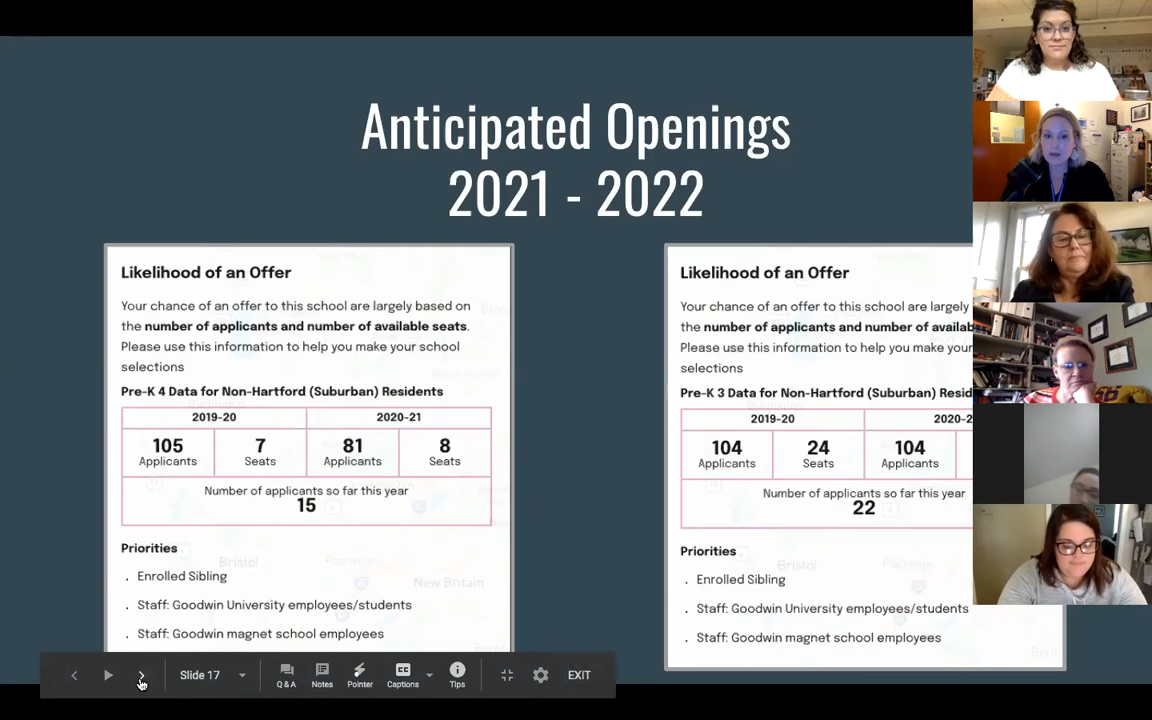 Anticipated Openings
2021 - 2022
Likelihood of an Offer
Your chance of an offer to this school are largely based on
the number of applicants and number of available seats.
Please use this information to help you make your school
selections
Pre-K 4 Data for Non-Hartford (Suburban) Residents
2019-20 2020-21
105 7 81 8
Applicants Seats Applicants Seats
Number of applicants so far this year
15
Priorities
. Enrolled Sibling
. Staff: Goodwin University employees/students
. Staff: Goodwin magnet school employees
Likelihood of an Offer
Your chance of an offer to this school are largely
the number of applicants and number of availab
Please use this information to help you make your
selections
Pre-K 3 Data for Non-Hartford (Suburban) Resid
2019-20 2020-2
104 24 104
Applicants Seats Applicants
Number of applicants so far this year
22
Priorities
. Enrolled Sibling
. Staff: Goodwin University employees/students
. Staff: Goodwin magnet school employees
Bristol
New Britain
Bristol
Slide 17
Q & A Notes Pointer Captions Tips EXIT